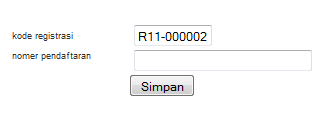 kode registrasi R11-000002
nomer pendaftaran
Simpan